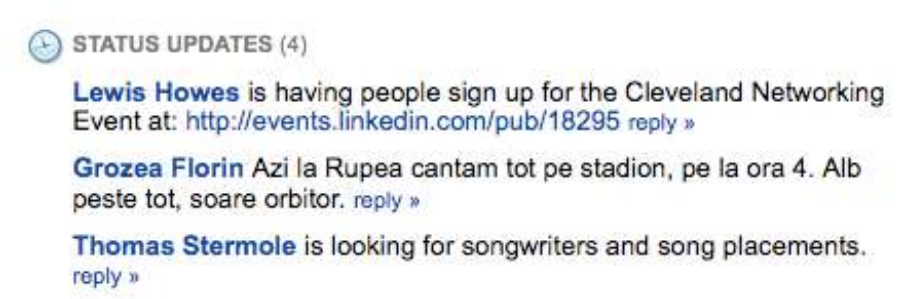 STATUS UPDATES (4)
Lewis Howes is having people sign up for the Cleveland Networking
Event at: http://events.linkedin.com/pub/18295 reply »
Grozea Florin Azi la Rupea cantam tot pe stadion, pe la ora 4. Alb
peste tot, soare orbitor. reply »
Thomas Stermole is looking for songwriters and song placements.
reply »